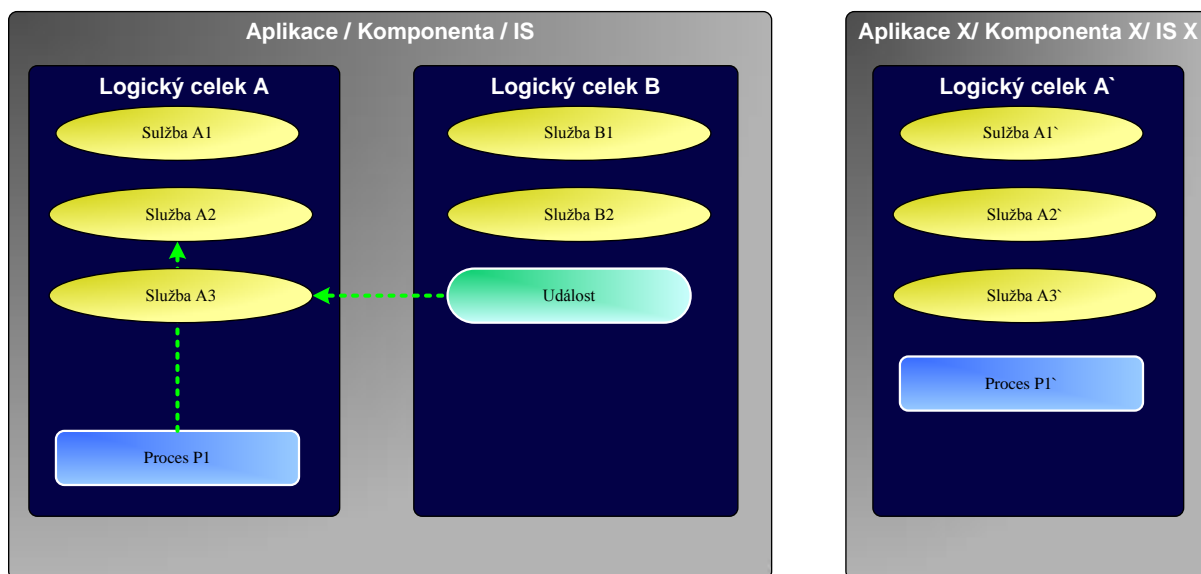 Aplikace / Komponenta / IS
Logický celek A
Sulžba A1
Služba A2
Služba A3
Proces P1
Logický celek B
Služba B1
Služba B2
Událost
Aplikace X/ Komponenta X/ IS X
Logický celek A`
Sulžba A1`
Služba A2`
Služba A3`
Proces P1`